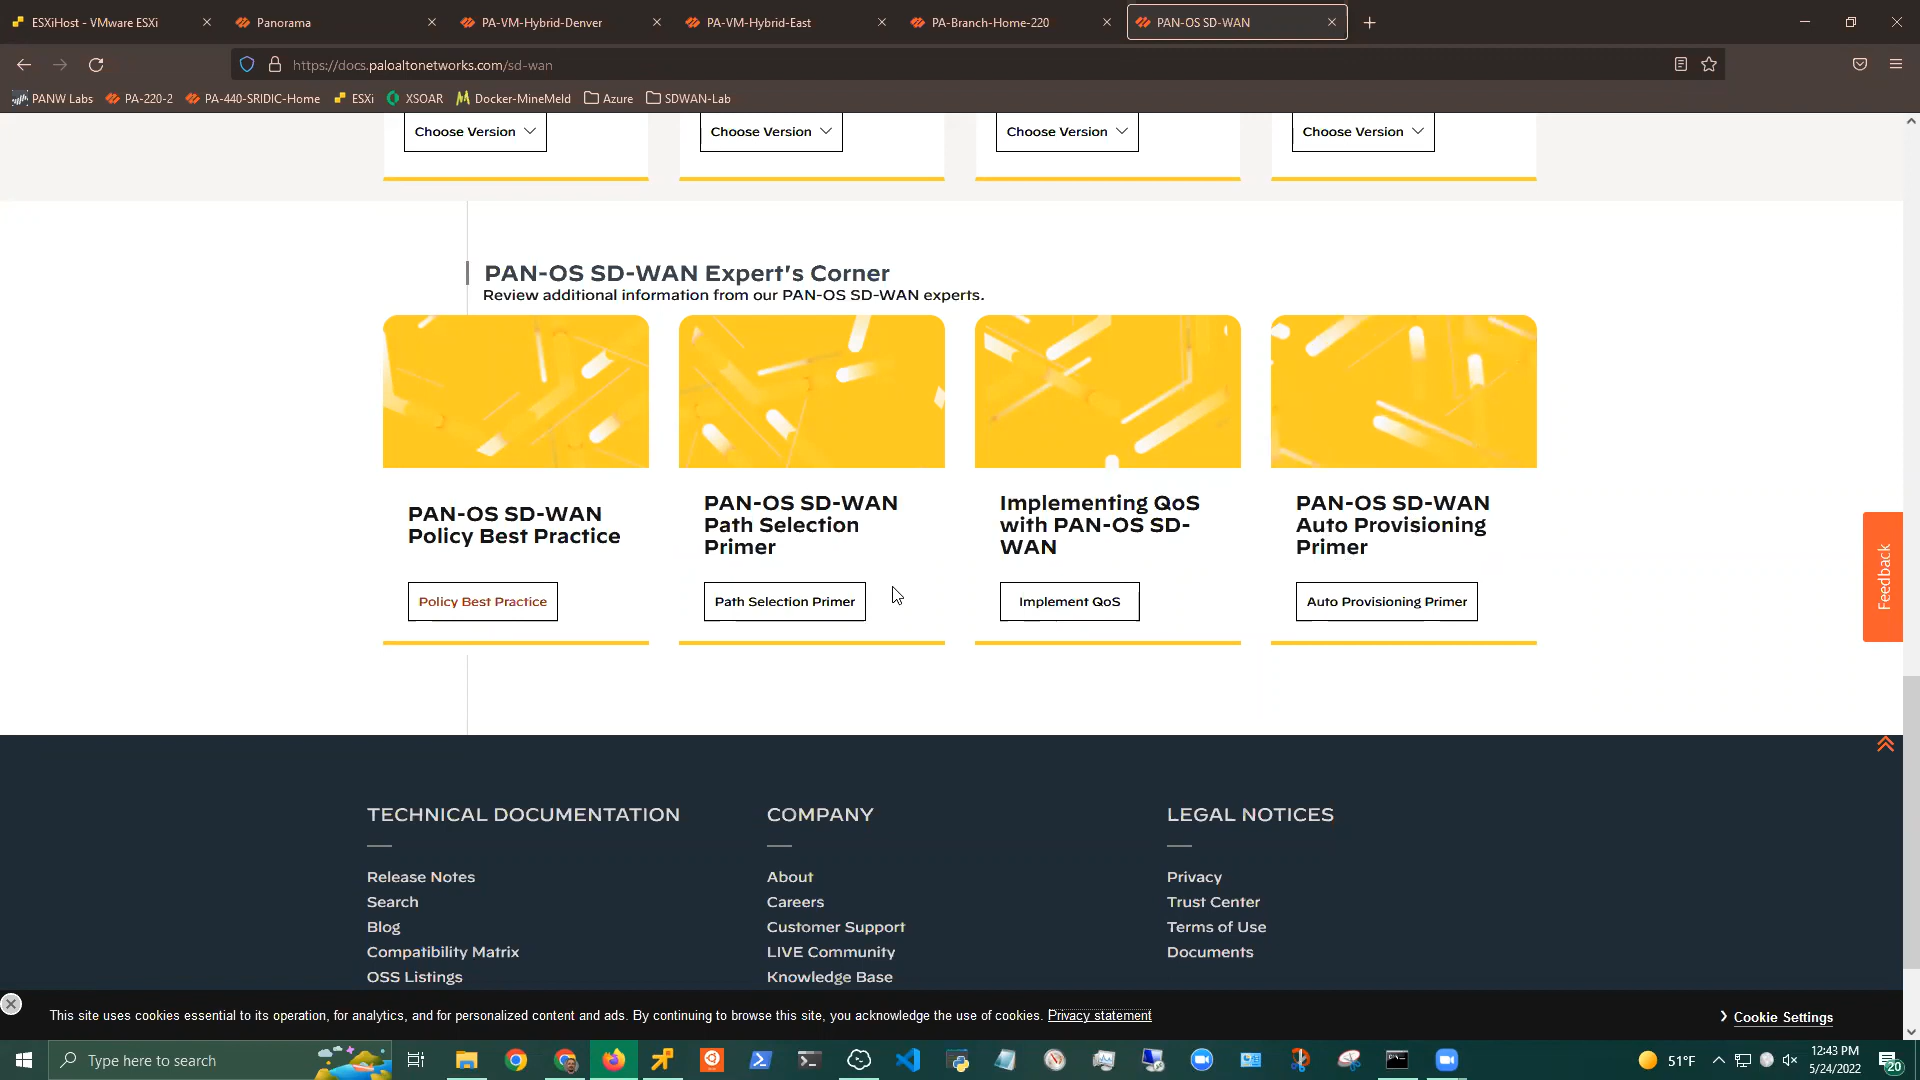 ESXiHost - VMware ESXi
Panorama
PA-VM-Hybrid-Denver
PA-VM-Hybrid-East
PA-Branch-Home-220
PAN-OS SD-WAN
https://docs.paloaltonetworks.com/sd-wan
PANW Labs
PA-220-2
PA-440-SRIDIC-Home
ESXi
XSOAR
Docker-MineMeld
Azure
SDWAN-Lab
Choose Version
Choose Version
Choose Version
Choose Version
PAN-OS SD-WAN Expert's Corner
Review additional information from our PAN-OS SD-WAN experts.
PAN-OS SD-WAN
Policy Best Practice
Policy Best Practice
PAN-OS SD-WAN
Path Selection
Primer
Path Selection Primer
Implementing QoS
with PAN-OS SD-
WAN
Implement QoS
PAN-OS SD-WAN
Auto Provisioning
Primer
Auto Provisioning Primer
Feedback
TECHNICAL DOCUMENTATION
Release Notes
Search
Blog
Compatibility Matrix
OSS Listings
COMPANY
About
Careers
Customer Support
LIVE Community
Knowledge Base
LEGAL NOTICES
Privacy
Trust Center
Terms of Use
Documents
This site uses cookies essential to its operation, for analytics, and for personalized content and ads. By continuing to browse this site, you acknowledge the use of cookies. Privacy statement
Cookie Settings
Type here to search
51°F
12:43 PM
5/24/2022
20